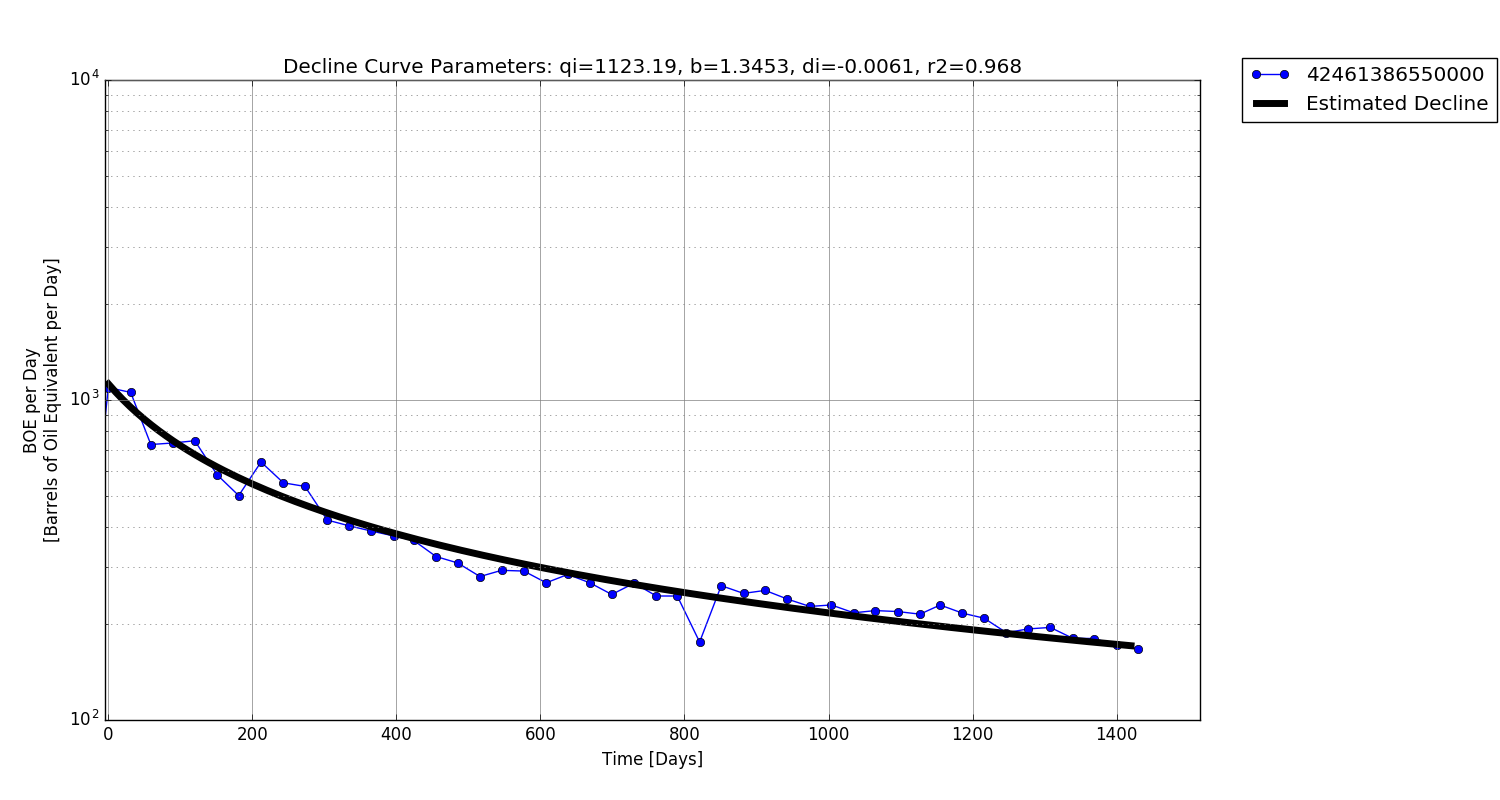 Decline Curve Parameters: qi=1123.19, b=1.3453, di=-0.0061, r2=0.968
42461386550000
Estimated Decline
BOE per Day
[Barrels of Oil Equivalent per Day]
10^4
10^3
10^2
0 200 400 600 800 1000 1200 1400
Time [Days]